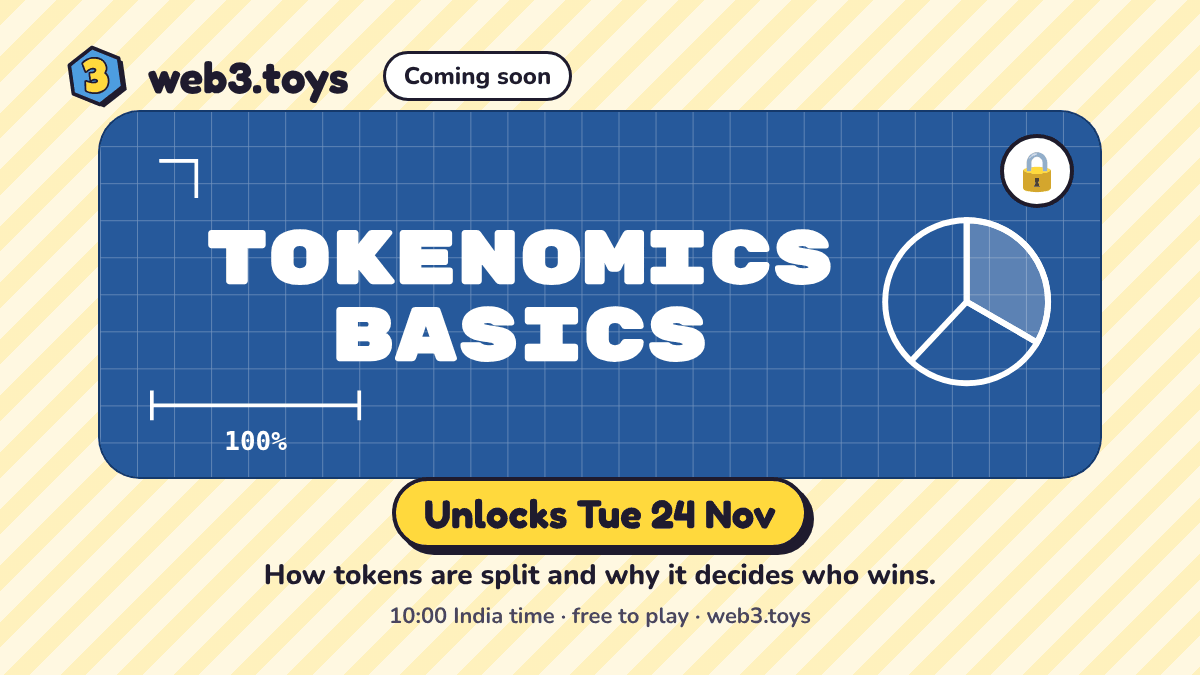 3 web3.toys Coming soon
TOKENOMICS
BASICS
100%
Unlocks Tue 24 Nov
How tokens are split and why it decides who wins.
10:00 India time · free to play · web3.toys